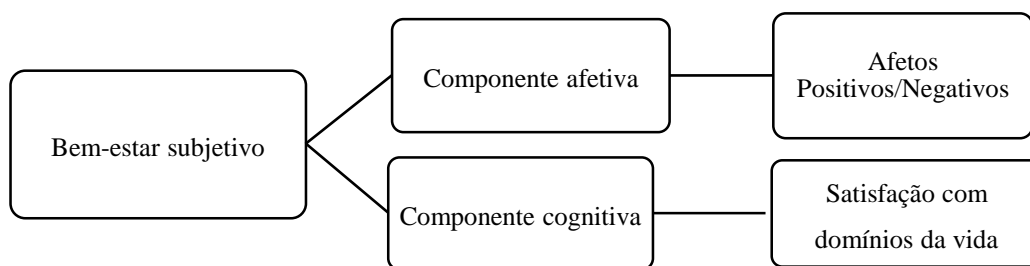 Bem-estar subjetivo
Componente afetiva
Afetos
Positivos/Negativos
Componente cognitiva
Satisfação com
domínios da vida